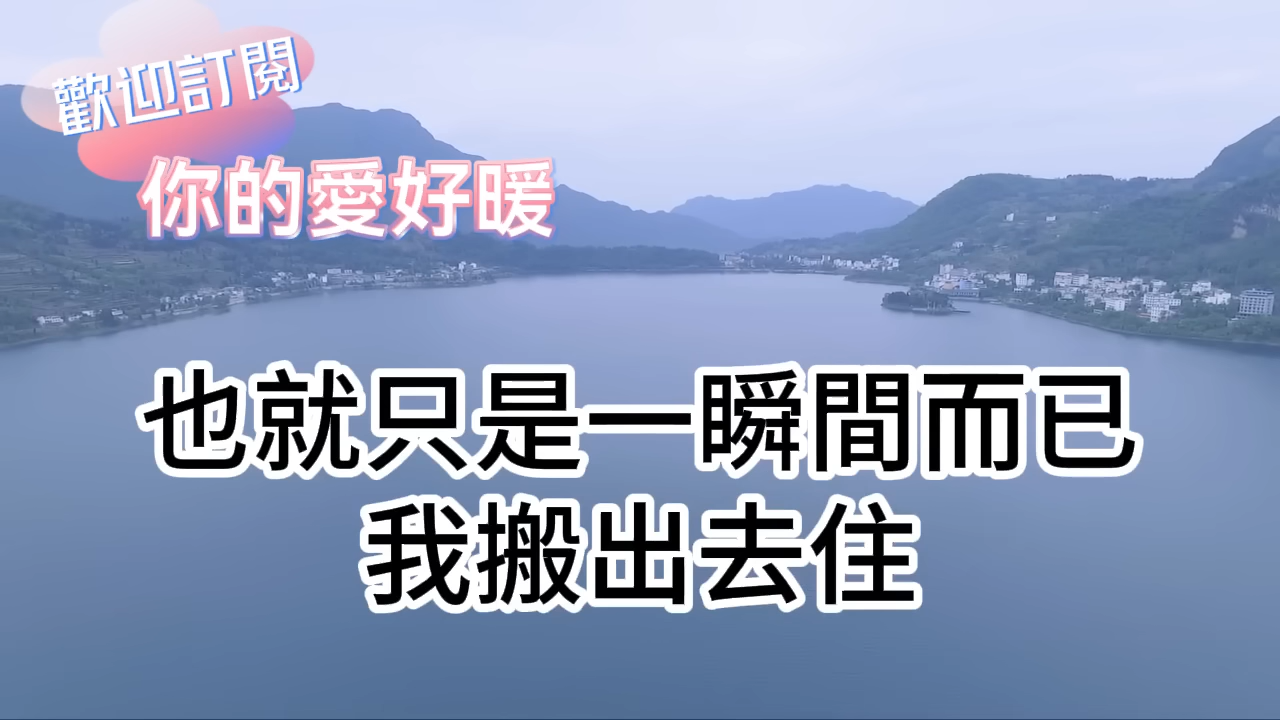 歡迎訂閱
你的愛好暖
也就只是一瞬間而已
我搬出去住